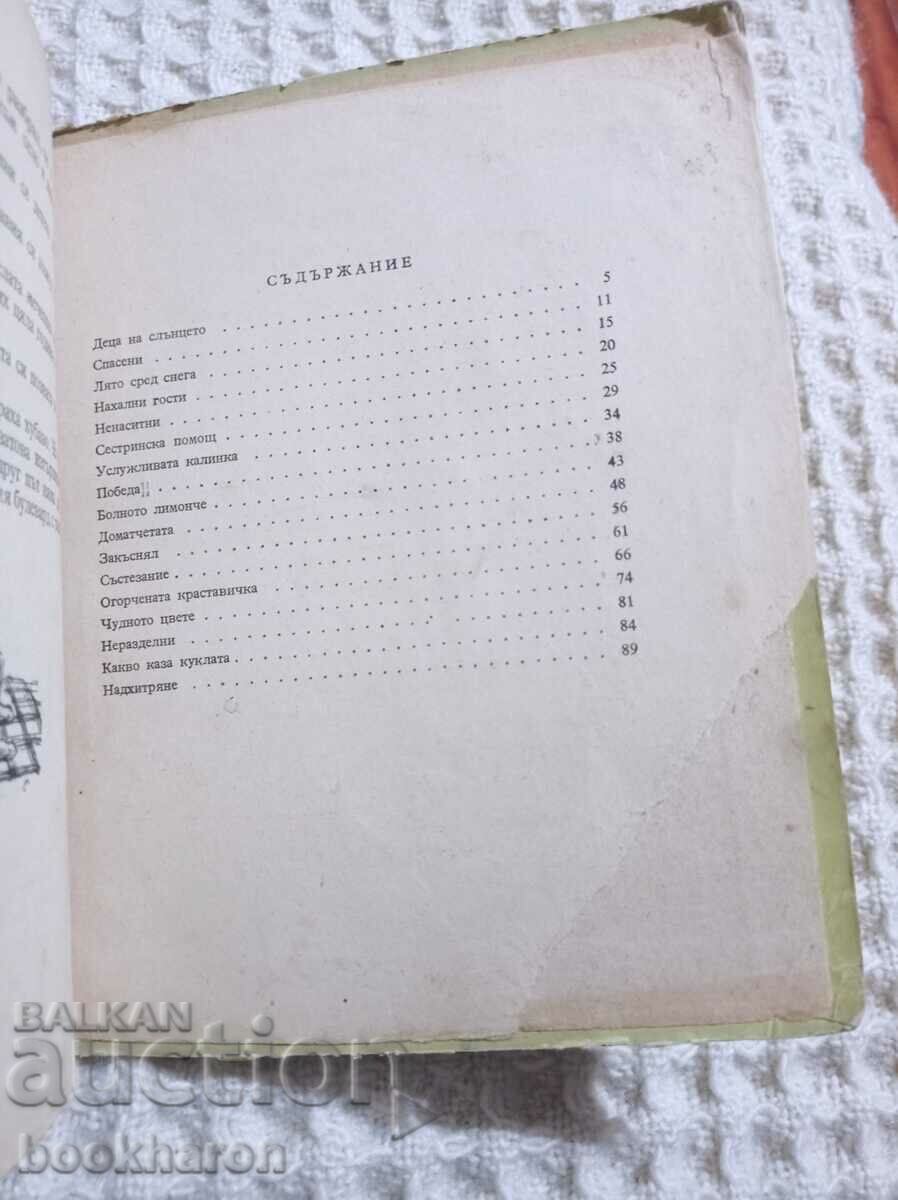 СЪДЪРЖАНИЕ
Деца на слънцето 5
Спасени 11
Лято сред снега 15
Нахални гости 20
Ненаситни 25
Сестринска помощ 29
Услужливата калинка 34
Победа 38
Болното лимонче 43
Доматчетата 48
Закъснял 56
Състезание 61
Огорчената краставичка 66
Чудното цвете 74
Неразделни 81
Какво каза куклата 84
Надхитряне 89
BALKAN
auction
bookharon